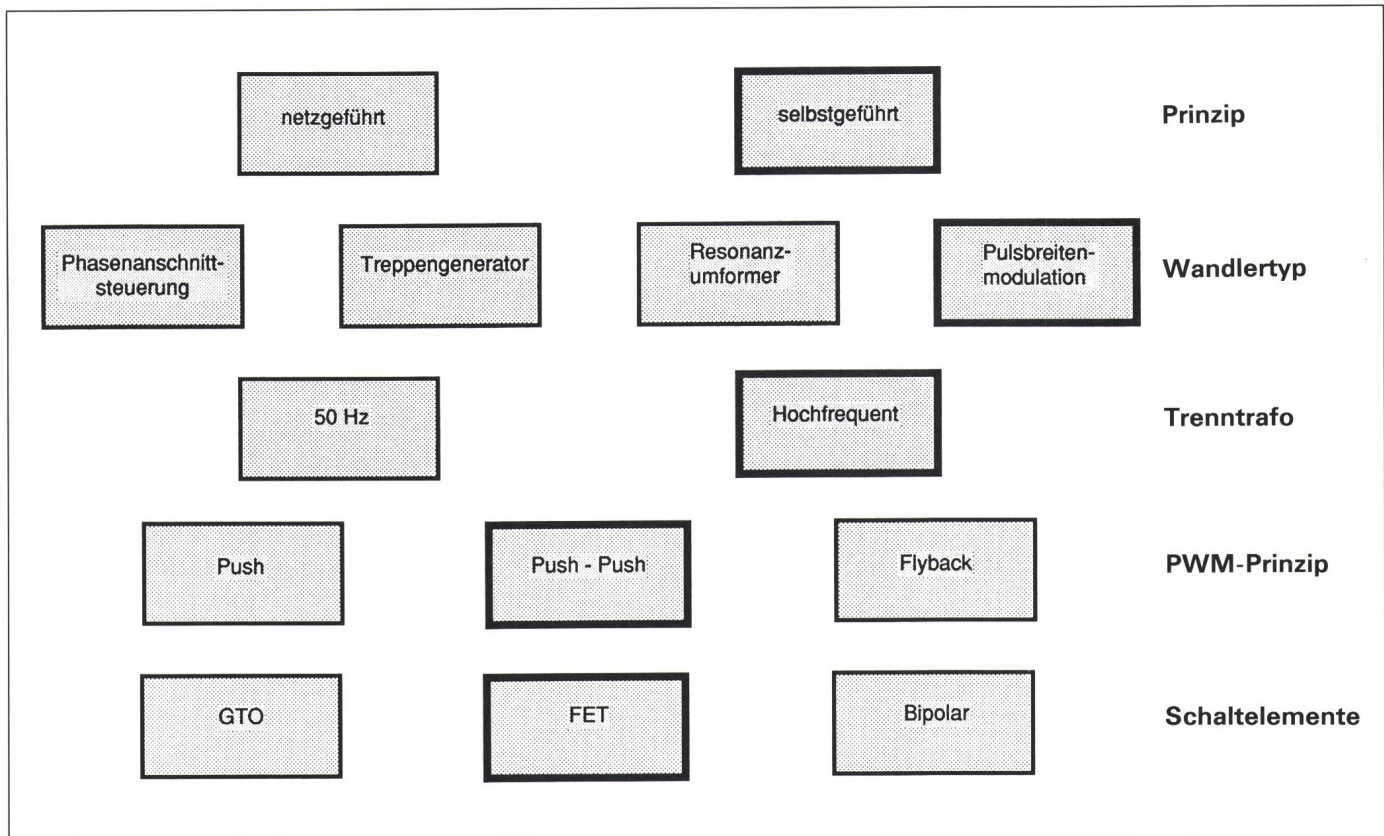 netzgeführt
selbstgeführt
Prinzip
Phasenanschnitt-
steuerung
Treppengenerator
Resonanz-
umformer
Pulsbreiten-
modulation
Wandlertyp
50 Hz
Hochfrequent
Trenntrafo
Push
Push - Push
Flyback
PWM-Prinzip
GTO
FET
Bipolar
Schaltelemente